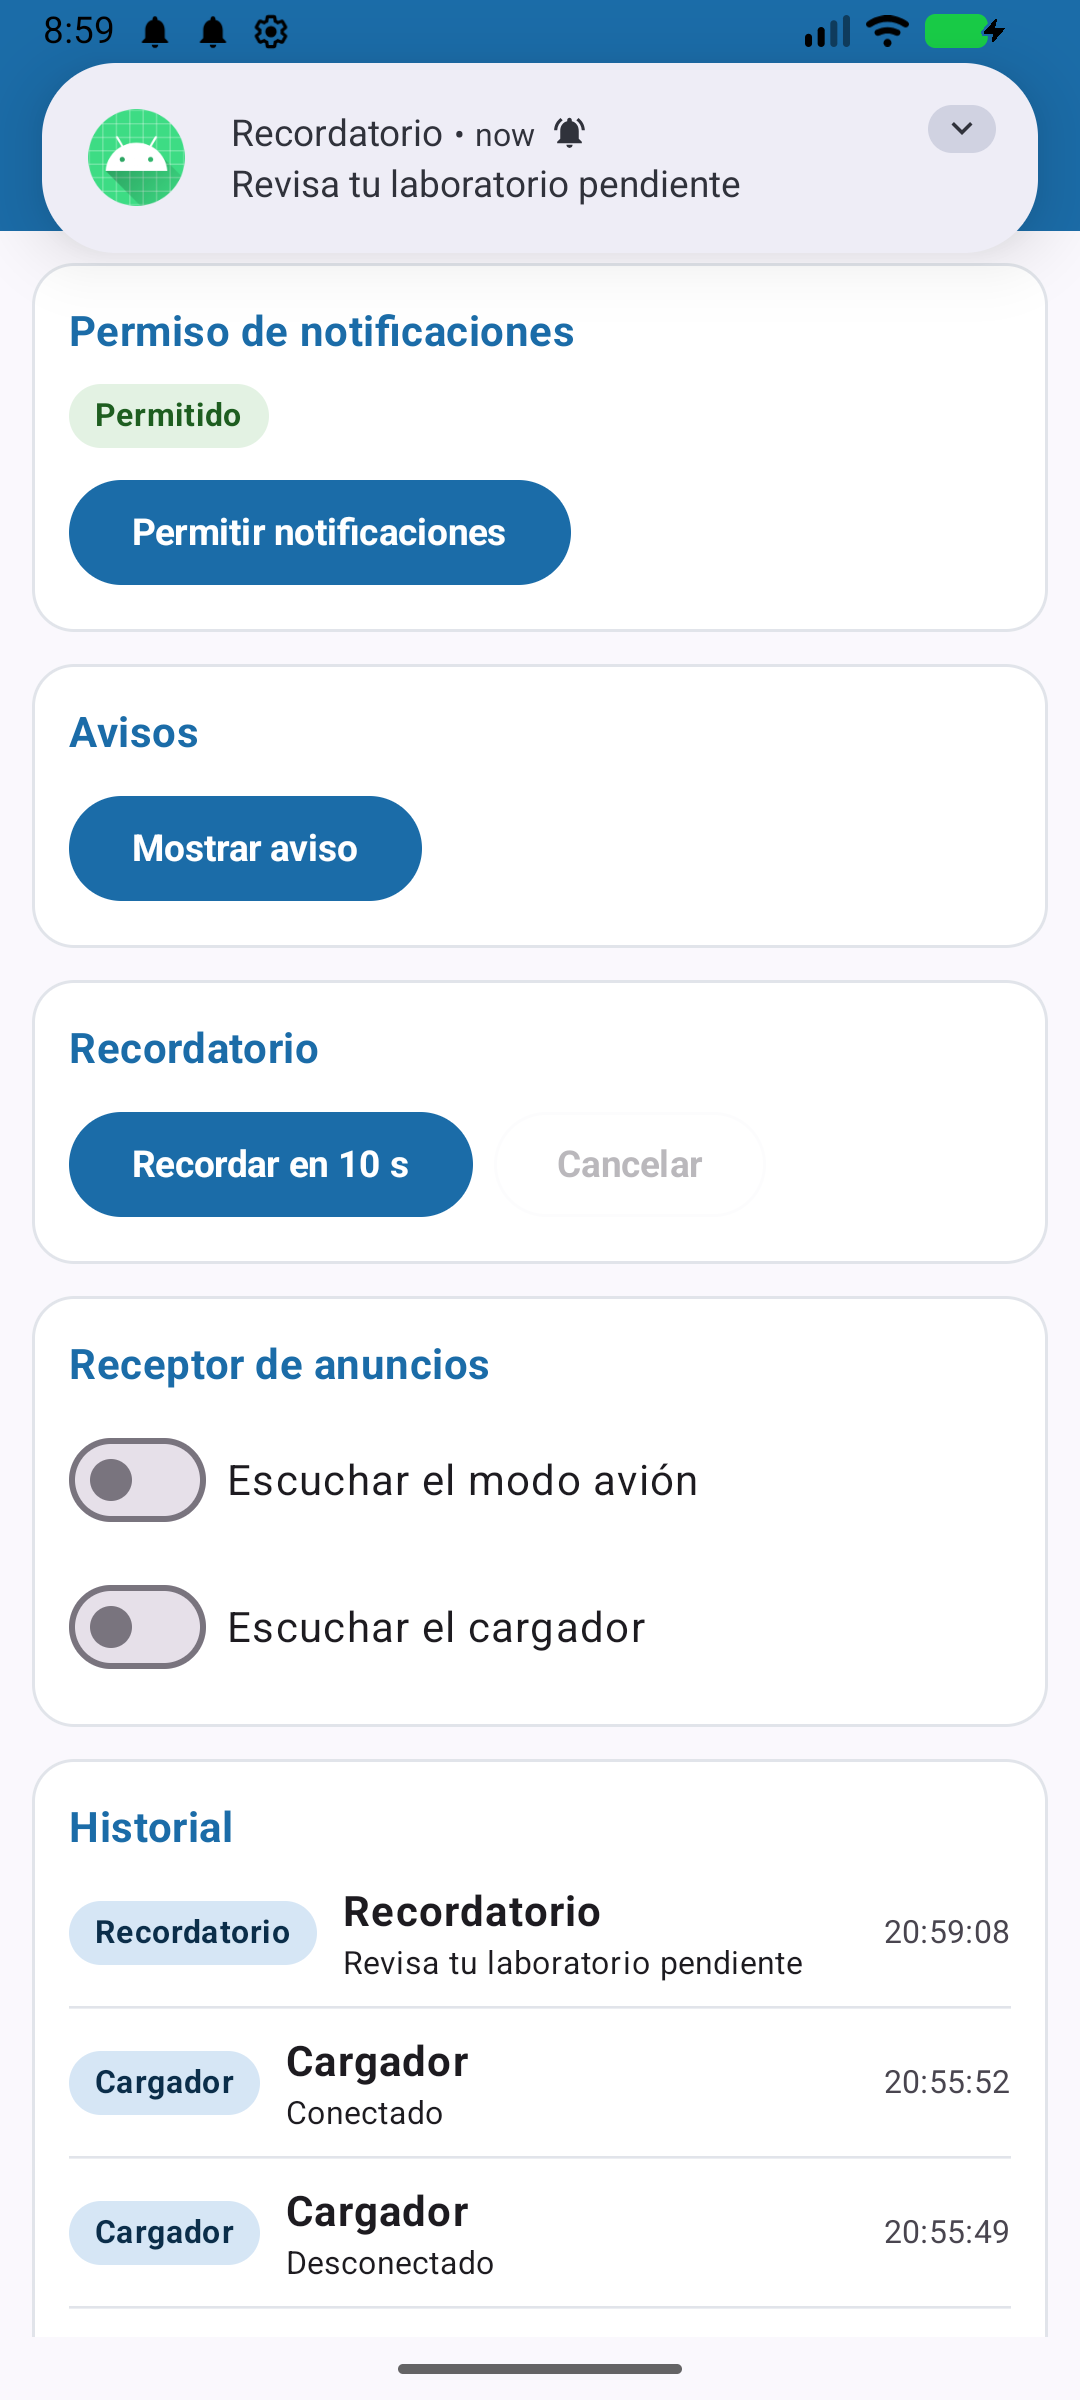 8:59
Recordatorio • now
Revisa tu laboratorio pendiente
Permiso de notificaciones
Permitido
Permitir notificaciones
Avisos
Mostrar aviso
Recordatorio
Recordar en 10 s
Cancelar
Receptor de anuncios
Escuchar el modo avión
Escuchar el cargador
Historial
Recordatorio
Recordatorio
Revisa tu laboratorio pendiente
20:59:08
Cargador
Cargador
Conectado
20:55:52
Cargador
Cargador
Desconectado
20:55:49